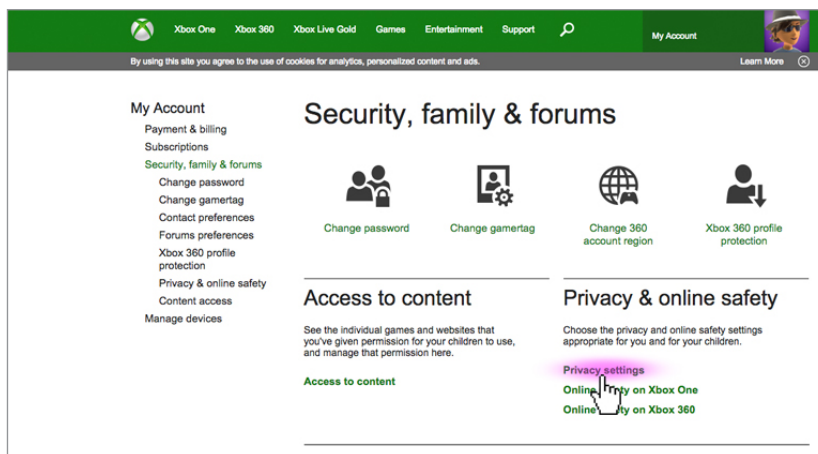 Xbox One Xbox 360 Xbox Live Gold Games Entertainment Support My Account
By using this site you agree to the use of cookies for analytics, personalized content and ads. Learn More
My Account
Payment & billing
Subscriptions
Security, family & forums
Change password
Change gamertag
Contact preferences
Forums preferences
Xbox 360 profile
protection
Privacy & online safety
Content access
Manage devices
Security, family & forums
Change password
Change gamertag
Change 360
account region
Xbox 360 profile
protection
Access to content
See the individual games and websites that
you've given permission for your children to use,
and manage that permission here.
Access to content
Privacy & online safety
Choose the privacy and online safety settings
appropriate for you and for your children.
Privacy settings
Online on Xbox One
Online on Xbox 360